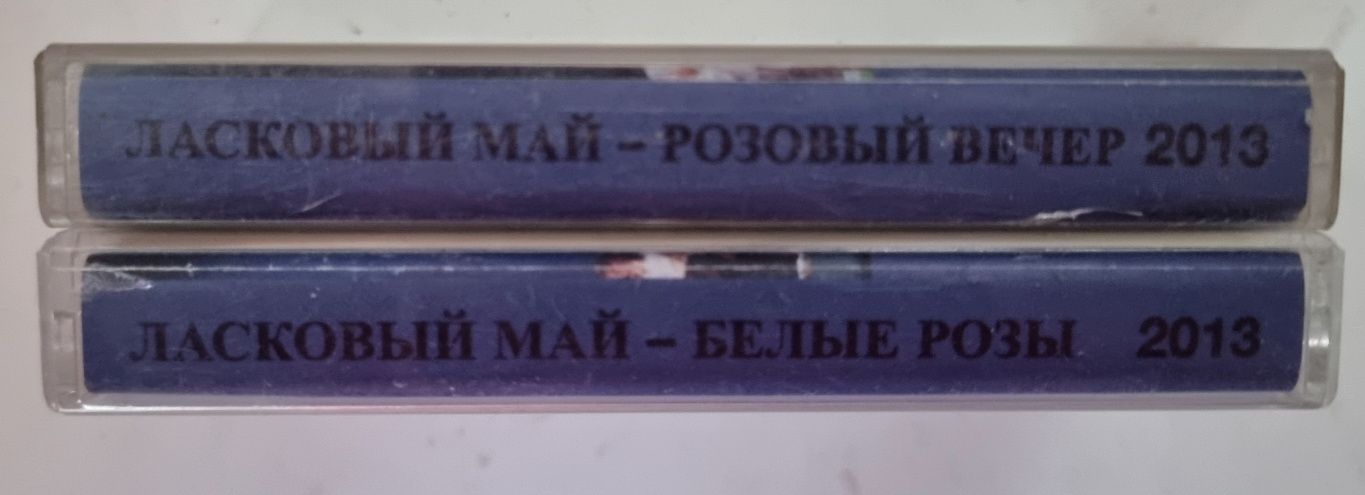 ЛАСКОВЫЙ МАЙ – РОЗОВЫЙ ВЕЧЕР 2013
ЛАСКОВЫЙ МАЙ – БЕЛЫЕ РОЗЫ 2013